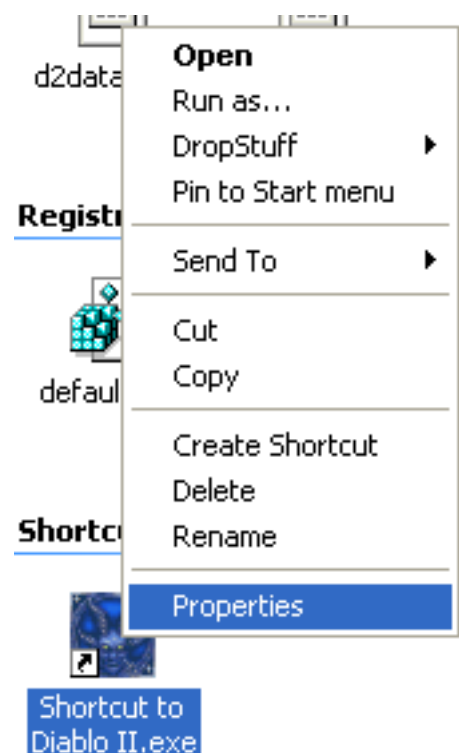 d2data
Open
Run as...
DropStuff
Pin to Start menu
Registr
Send To
Cut
Copy
defaul
Create Shortcut
Delete
Rename
Shortcu
Properties
Shortcut to
Diablo II.exe